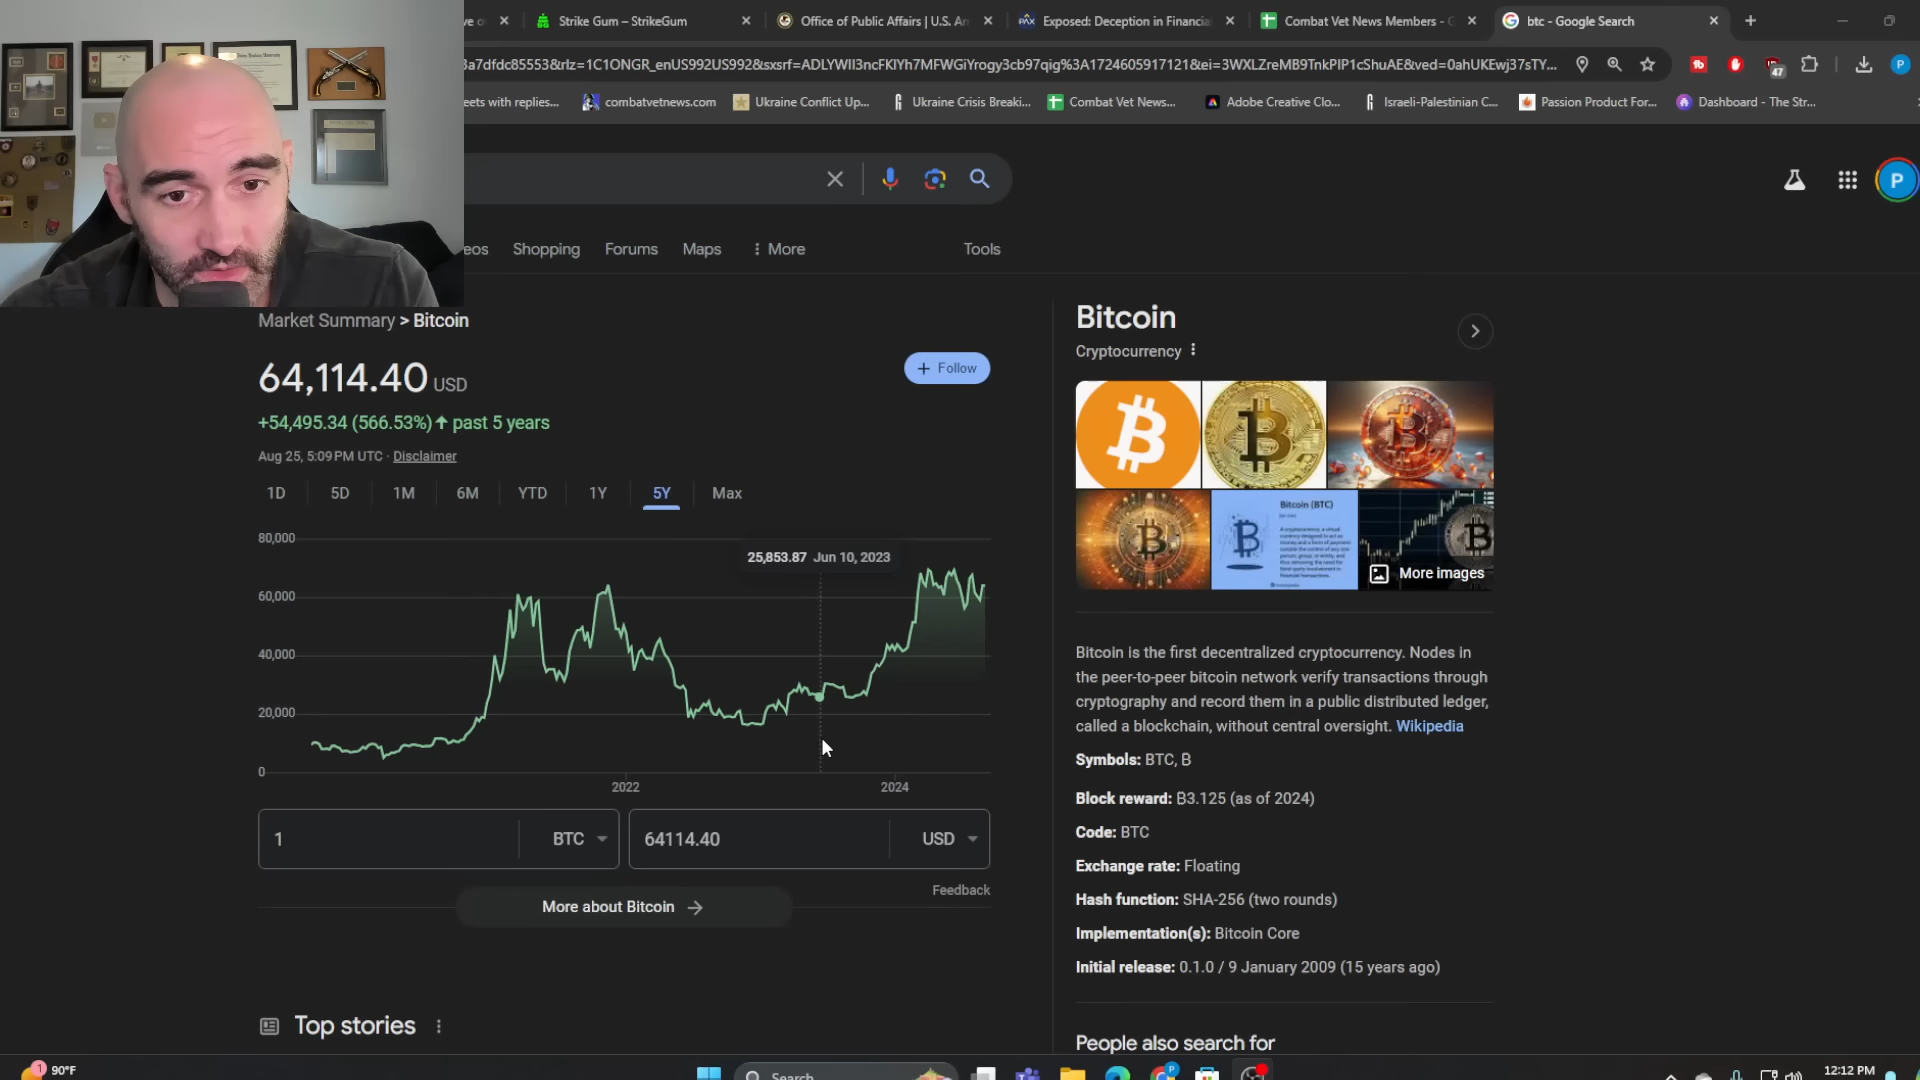 ve o
Strike Gum – StrikeGum
Office of Public Affairs | U.S. Ar
Exposed: Deception in Financia
Combat Vet News Members - G
btc - Google Search
3a7dfdc85553&rlz=1C1ONGR_enUS992US992&sxsrf=ADLYWII3ncFKlYh7MFWGiYrogy3cb97qig%3A1724605917121&ei=3WXLZreMB9TnkPIP1cShuAE&ved=0ahUKEwj37sTY...
47
P
eets with replies...
combatvetnews.com
Ukraine Conflict Up...
Ukraine Crisis Breaki...
Combat Vet News...
Adobe Creative Clo...
Israeli-Palestinian C...
Passion Product For...
Dashboard - The Str...
P
eos
Shopping
Forums
Maps
More
Tools
Market Summary > Bitcoin
64,114.40 USD
+ Follow
+54,495.34 (566.53%) past 5 years
Aug 25, 5:09 PM UTC · Disclaimer
1D
5D
1M
6M
YTD
1Y
5Y
Max
80,000
25,853.87 Jun 10, 2023
60,000
40,000
20,000
0
2022
2024
1
BTC
64114.40
USD
Feedback
More about Bitcoin
Top stories
Bitcoin
Cryptocurrency
Bitcoin (BTC)
More images
Bitcoin is the first decentralized cryptocurrency. Nodes in
the peer-to-peer bitcoin network verify transactions through
cryptography and record them in a public distributed ledger,
called a blockchain, without central oversight. Wikipedia
Symbols: BTC, ₿
Block reward: ₿3.125 (as of 2024)
Code: BTC
Exchange rate: Floating
Hash function: SHA-256 (two rounds)
Implementation(s): Bitcoin Core
Initial release: 0.1.0 / 9 January 2009 (15 years ago)
People also search for
1
90°F
Search
P
12:12 PM